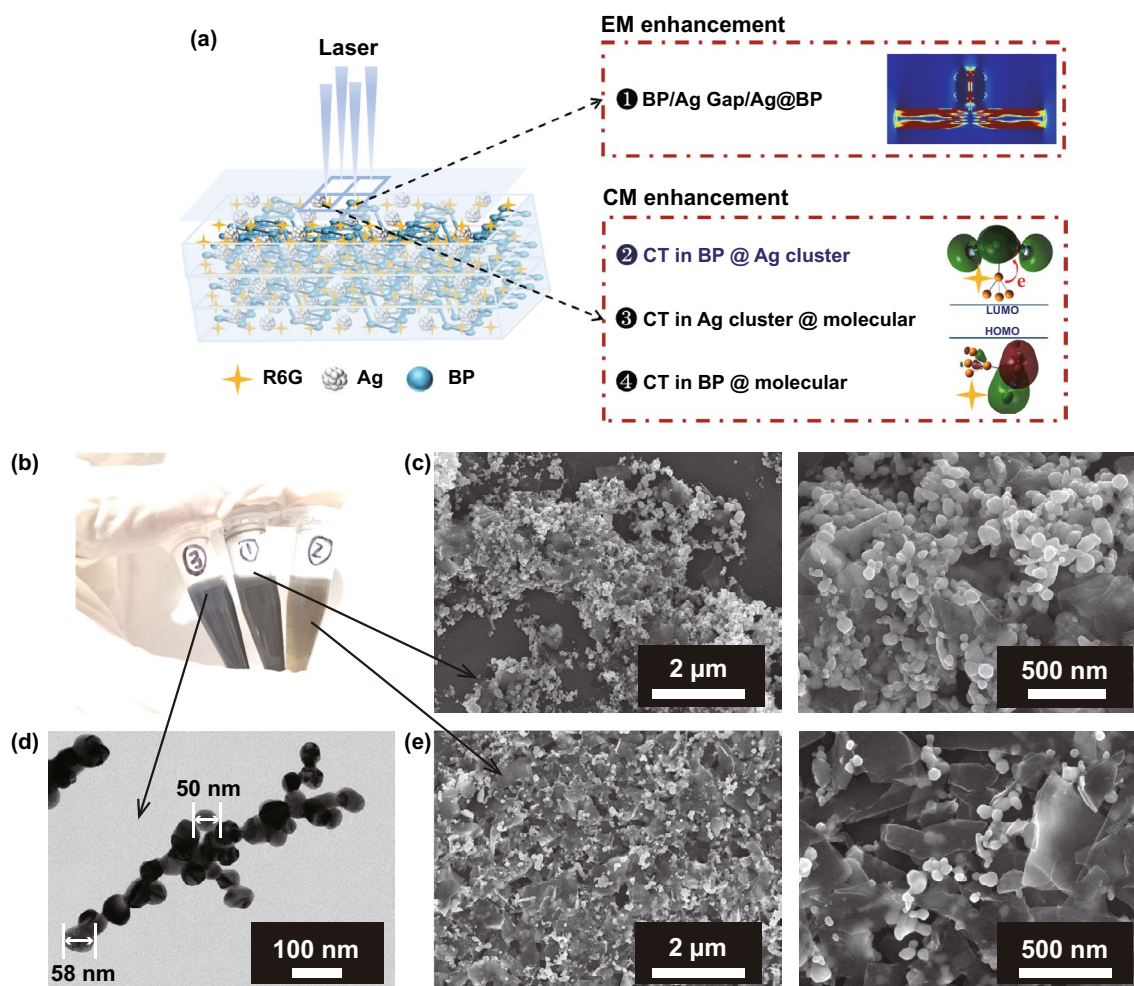 (a)
Laser
R6G
Ag
BP
EM enhancement
❶ BP/Ag Gap/Ag@BP
CM enhancement
❷ CT in BP @ Ag cluster
❸ CT in Ag cluster @ molecular
❹ CT in BP @ molecular
e
LUMO
HOMO
(b)
3
1
2
(c)
2 µm
500 nm
(d)
50 nm
58 nm
100 nm
(e)
2 µm
500 nm